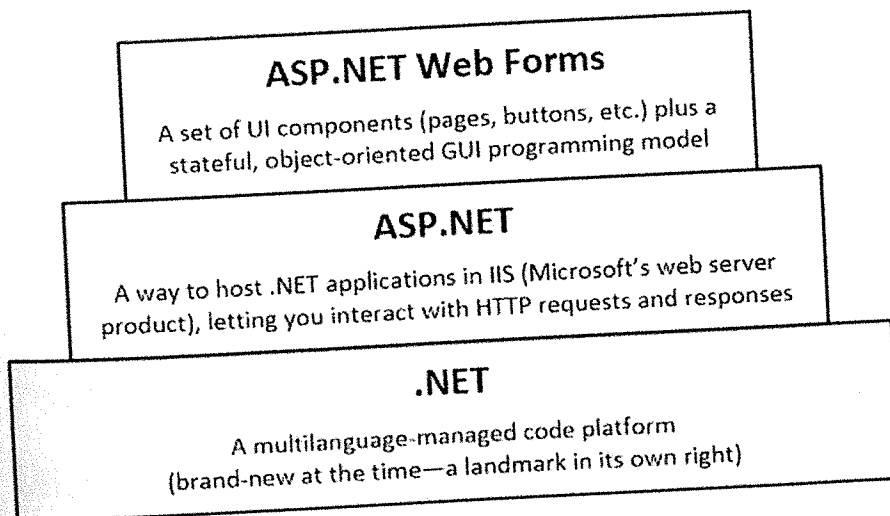 ASP.NET Web Forms
A set of UI components (pages, buttons, etc.) plus a
stateful, object-oriented GUI programming model
ASP.NET
A way to host .NET applications in IIS (Microsoft's web server
product), letting you interact with HTTP requests and responses
.NET
A multilanguage-managed code platform
(brand-new at the time—a landmark in its own right)